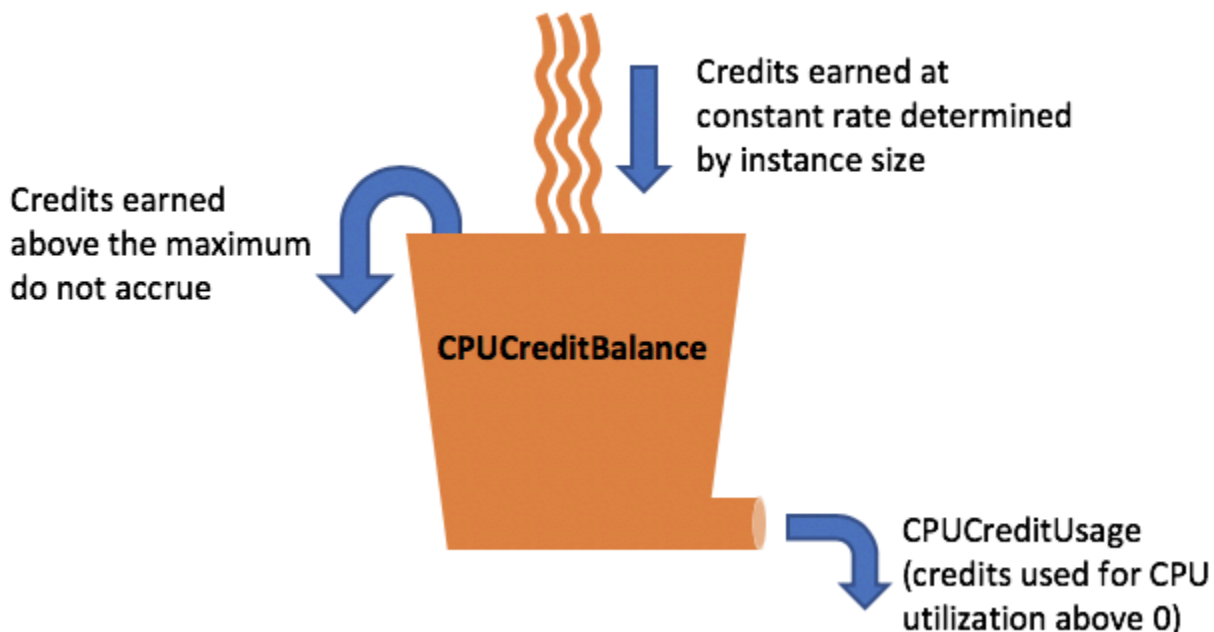 Credits earned at
constant rate determined
by instance size
Credits earned
above the maximum
do not accrue
CPUCreditBalance
CPUCreditUsage
(credits used for CPU
utilization above 0)